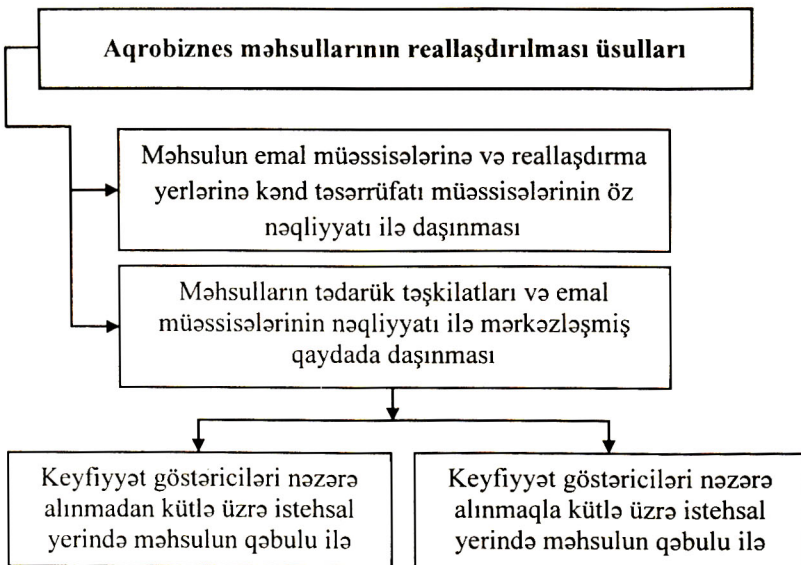 Aqrobiznes məhsullarının reallaşdırılması üsulları
Məhsulun emal müəssisələrinə və reallaşdırma
yerlərinə kənd təsərrüfatı müəssisələrinin öz
nəqliyyatı ilə daşınması
Məhsulların tədarük təşkilatları və emal
müəssisələrinin nəqliyyatı ilə mərkəzləşmiş
qaydada daşınması
Keyfiyyət göstəriciləri nəzərə
alınmadan kütlə üzrə istehsal
yerində məhsulun qəbulu ilə
Keyfiyyət göstəriciləri nəzərə
alınmaqla kütlə üzrə istehsal
yerində məhsulun qəbulu ilə